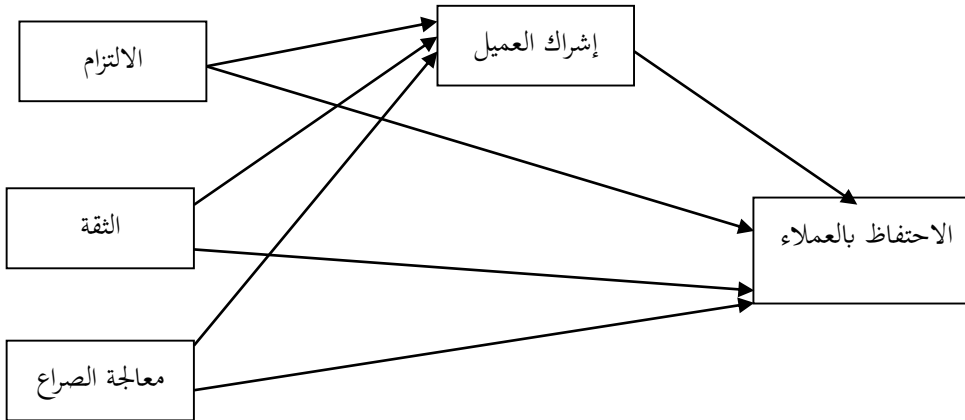 إشراك العميل
الالتزام
الثقة
الاحتفاظ بالعملاء
معالجة الصراع